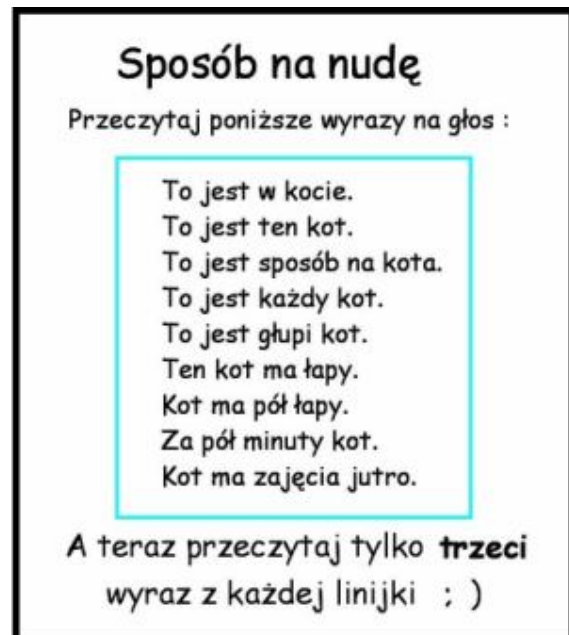 Sposób na nudę
Przeczytaj poniższe wyrazy na głos :
To jest w kocie.
To jest ten kot.
To jest sposób na kota.
To jest każdy kot.
To jest głupi kot.
Ten kot ma łapy.
Kot ma pół łapy.
Za pół minuty kot.
Kot ma zajęcia jutro.
A teraz przeczytaj tylko trzeci
wyraz z każdej linijki ; )